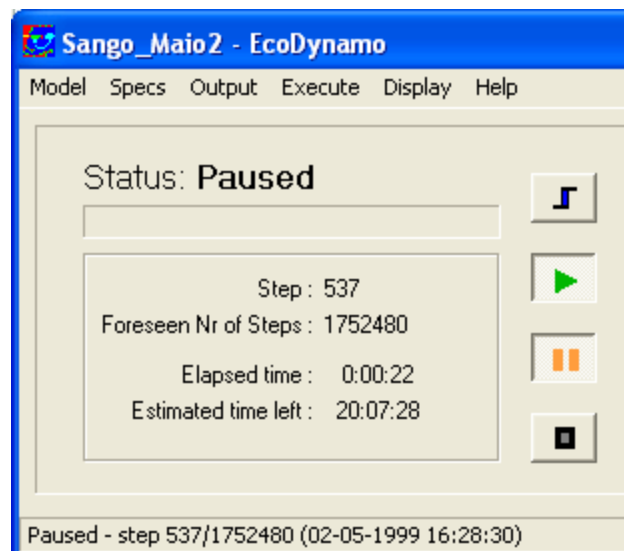 Sango_Maio2 - EcoDynamo
Model Specs Output Execute Display Help
Status: Paused
Step : 537
Foreseen Nr of Steps : 1752480
Elapsed time : 0:00:22
Estimated time left : 20:07:28
Paused - step 537/1752480 (02-05-1999 16:28:30)